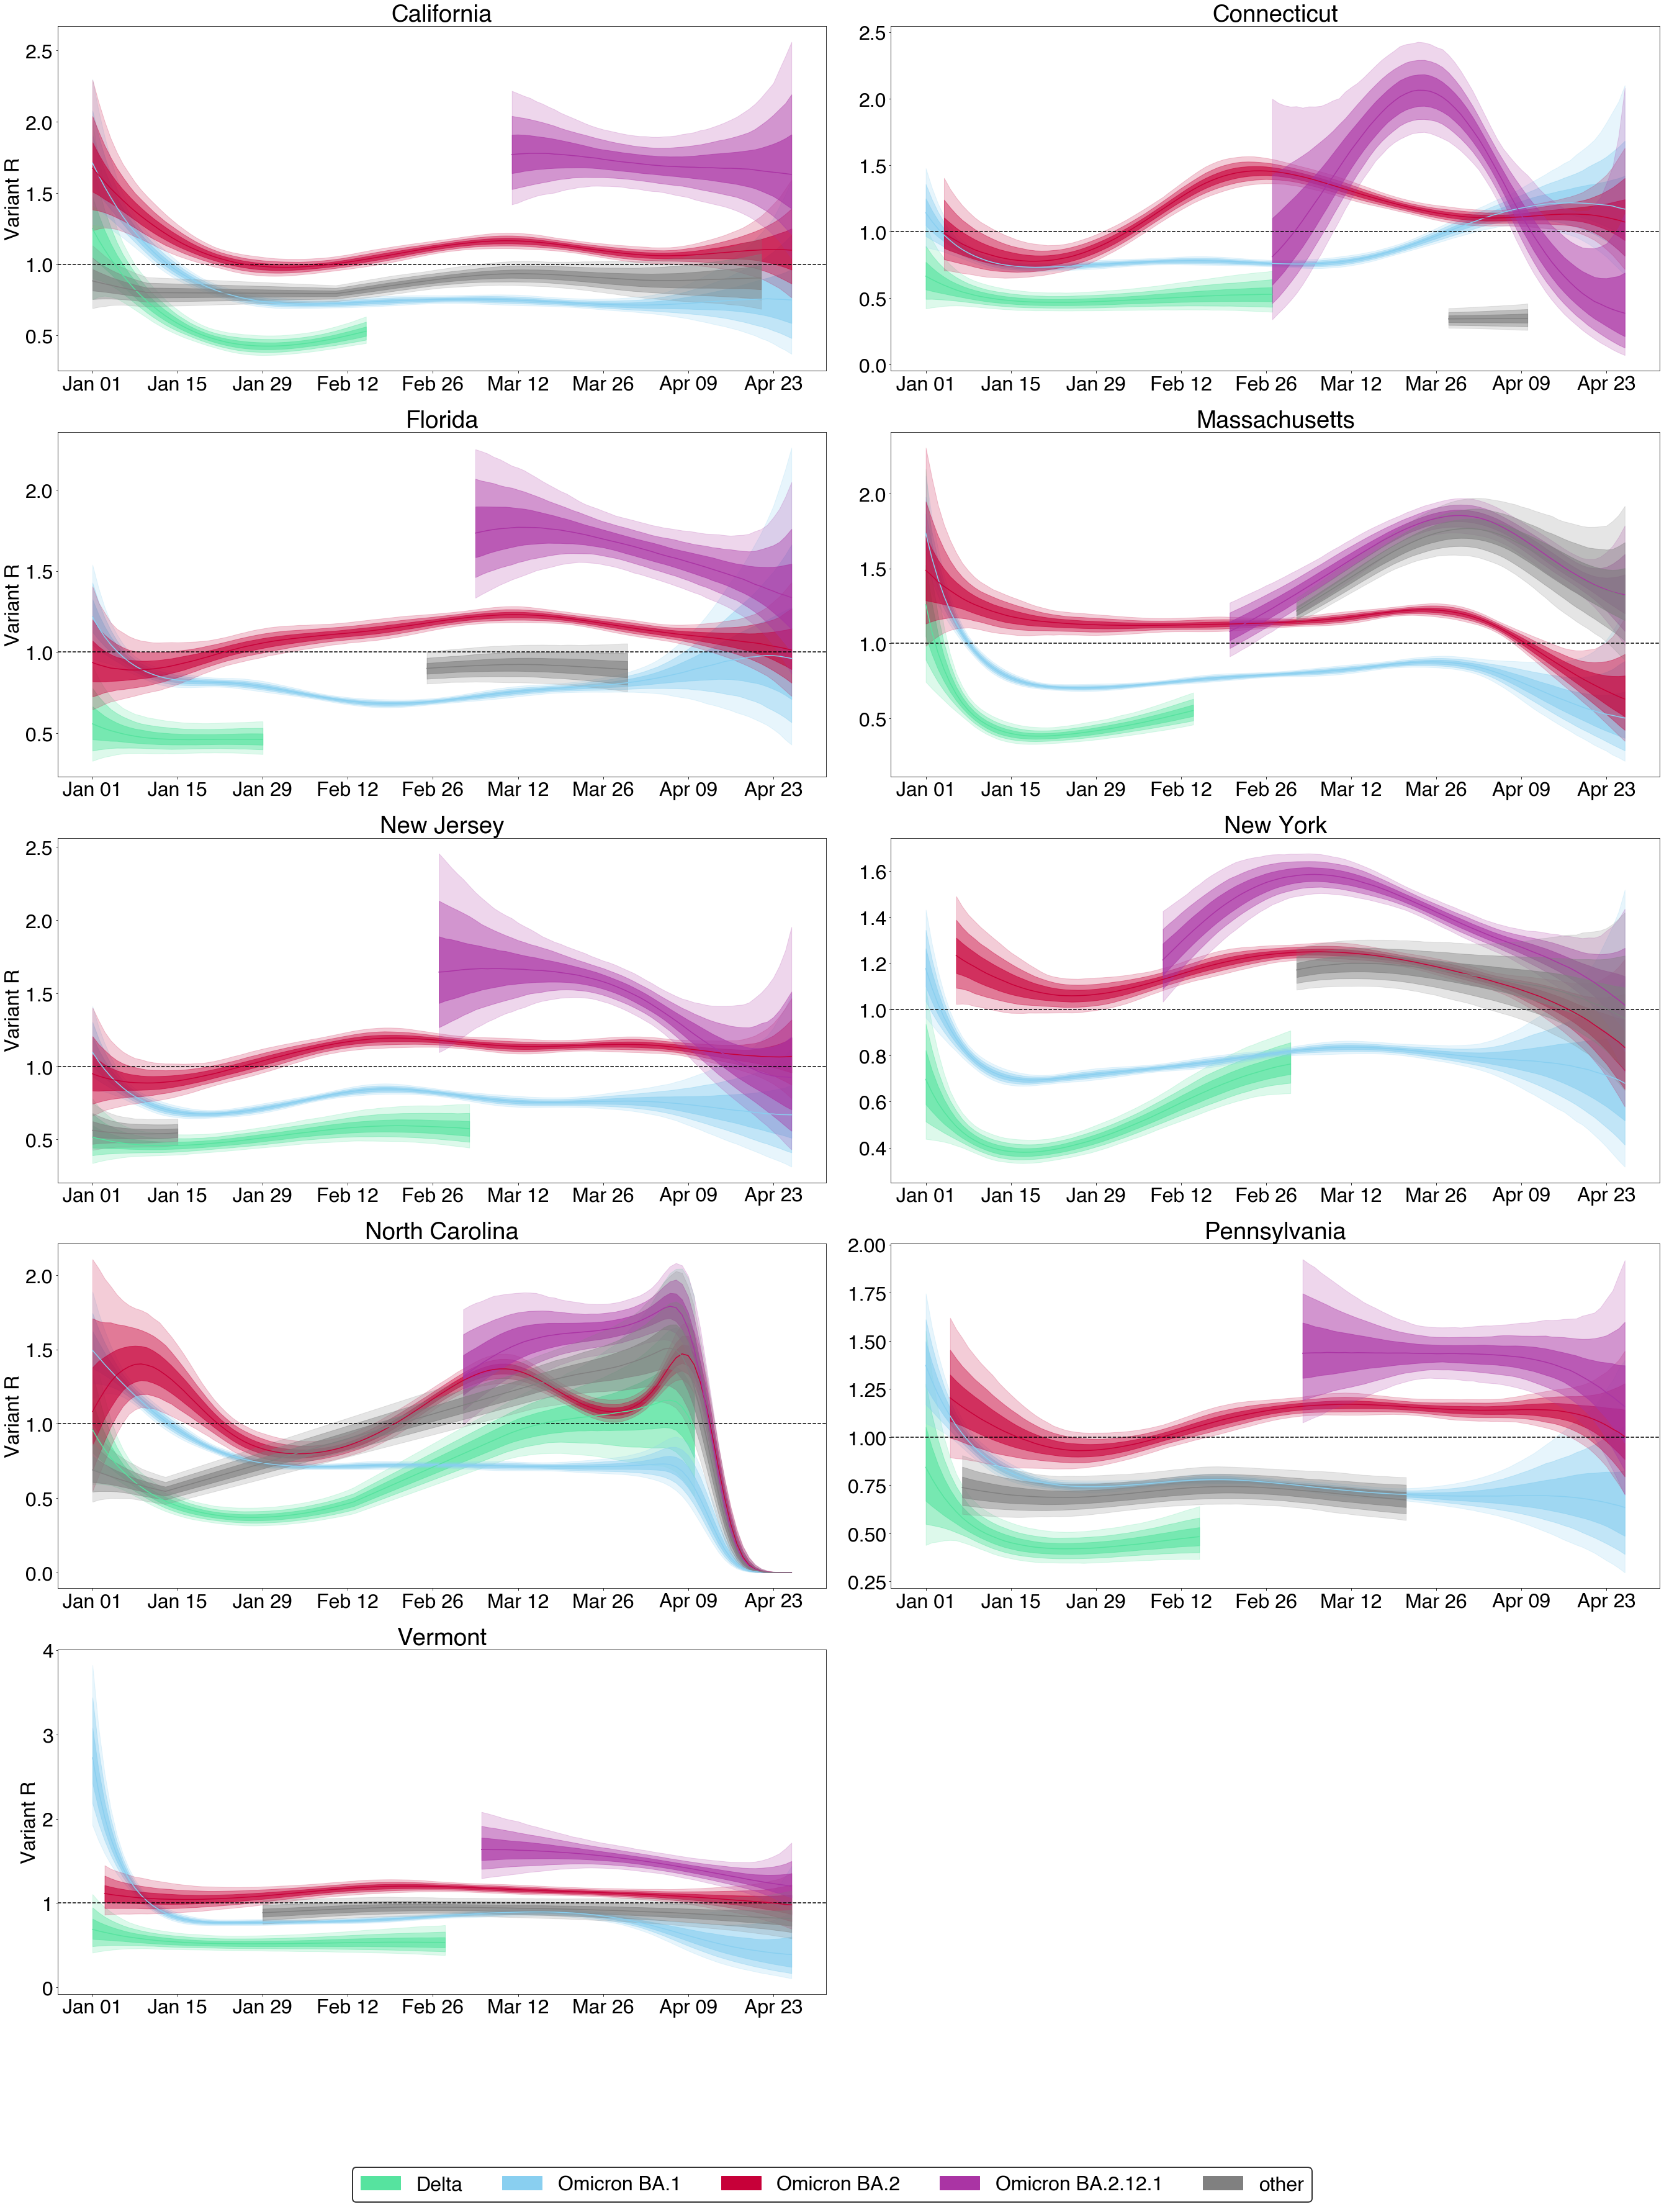 California
Variant R
2.5
2.0
1.5
1.0
0.5
Jan 01 Jan 15 Jan 29 Feb 12 Feb 26 Mar 12 Mar 26 Apr 09 Apr 23
Connecticut
2.5
2.0
1.5
1.0
0.5
0.0
Jan 01 Jan 15 Jan 29 Feb 12 Feb 26 Mar 12 Mar 26 Apr 09 Apr 23
Florida
Variant R
2.0
1.5
1.0
0.5
Jan 01 Jan 15 Jan 29 Feb 12 Feb 26 Mar 12 Mar 26 Apr 09 Apr 23
Massachusetts
2.0
1.5
1.0
0.5
Jan 01 Jan 15 Jan 29 Feb 12 Feb 26 Mar 12 Mar 26 Apr 09 Apr 23
New Jersey
Variant R
2.5
2.0
1.5
1.0
0.5
Jan 01 Jan 15 Jan 29 Feb 12 Feb 26 Mar 12 Mar 26 Apr 09 Apr 23
New York
1.6
1.4
1.2
1.0
0.8
0.6
0.4
Jan 01 Jan 15 Jan 29 Feb 12 Feb 26 Mar 12 Mar 26 Apr 09 Apr 23
North Carolina
Variant R
2.0
1.5
1.0
0.5
0.0
Jan 01 Jan 15 Jan 29 Feb 12 Feb 26 Mar 12 Mar 26 Apr 09 Apr 23
Pennsylvania
2.00
1.75
1.50
1.25
1.00
0.75
0.50
0.25
Jan 01 Jan 15 Jan 29 Feb 12 Feb 26 Mar 12 Mar 26 Apr 09 Apr 23
Vermont
Variant R
4
3
2
1
0
Jan 01 Jan 15 Jan 29 Feb 12 Feb 26 Mar 12 Mar 26 Apr 09 Apr 23
Delta Omicron BA.1 Omicron BA.2 Omicron BA.2.12.1 other